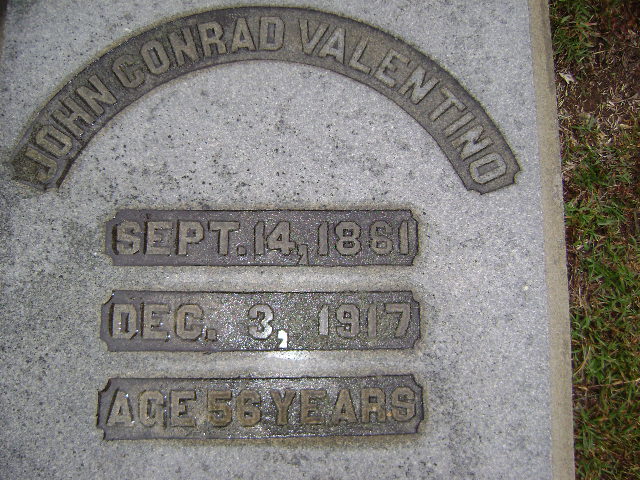 JOHN CONRAD VALENTINO
SEPT. 14, 1861
DEC. 3, 1917
AGE 56 YEARS